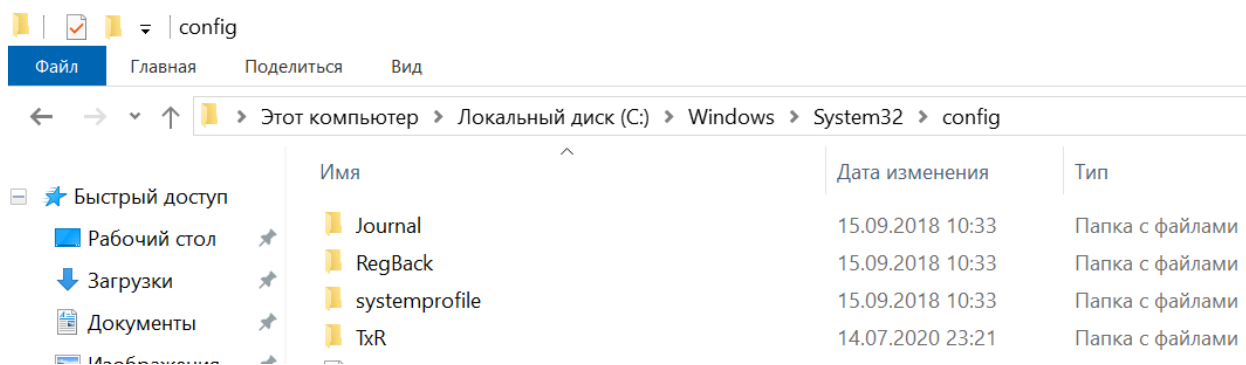 config
Файл Главная Поделиться Вид
Этот компьютер > Локальный диск (C:) > Windows > System32 > config
Имя Дата изменения Тип
Быстрый доступ
Journal 15.09.2018 10:33 Папка с файлами
Рабочий стол
RegBack 15.09.2018 10:33 Папка с файлами
Загрузки
systemprofile 15.09.2018 10:33 Папка с файлами
Документы
TxR 14.07.2020 23:21 Папка с файлами